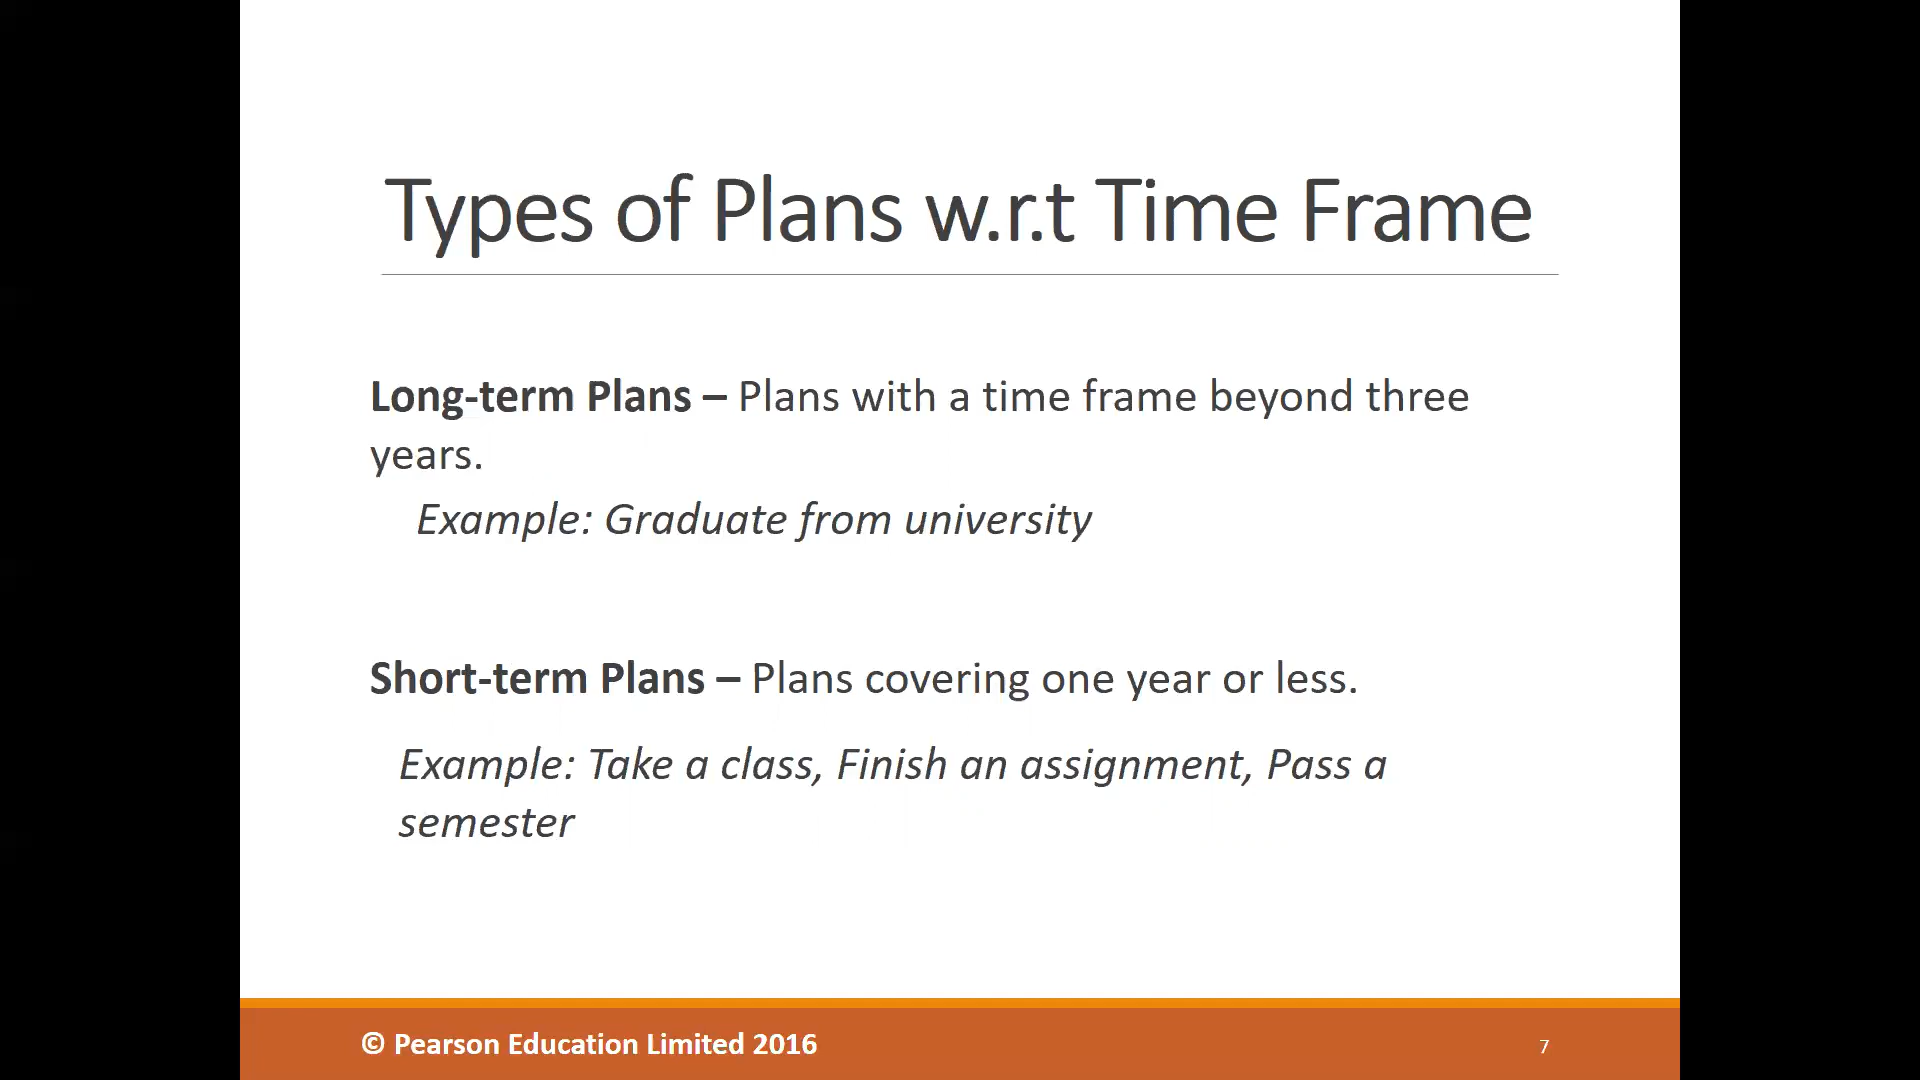 Types of Plans w.r.t Time Frame
Long-term Plans – Plans with a time frame beyond three
years.
Example: Graduate from university
Short-term Plans – Plans covering one year or less.
Example: Take a class, Finish an assignment, Pass a
semester
© Pearson Education Limited 2016
7